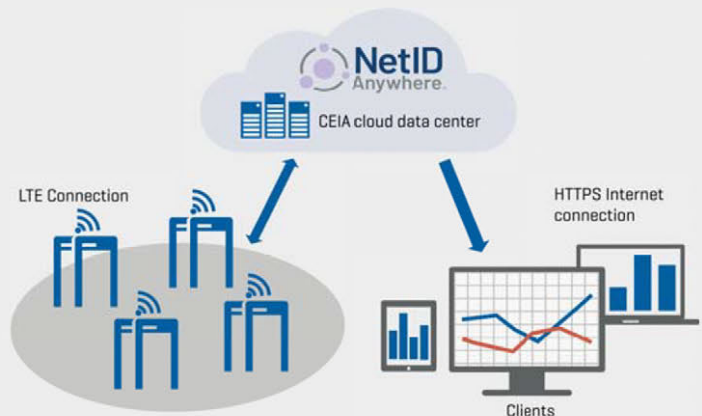 NetID
Anywhere.
CEIA cloud data center
LTE Connection
HTTPS Internet
connection
Clients